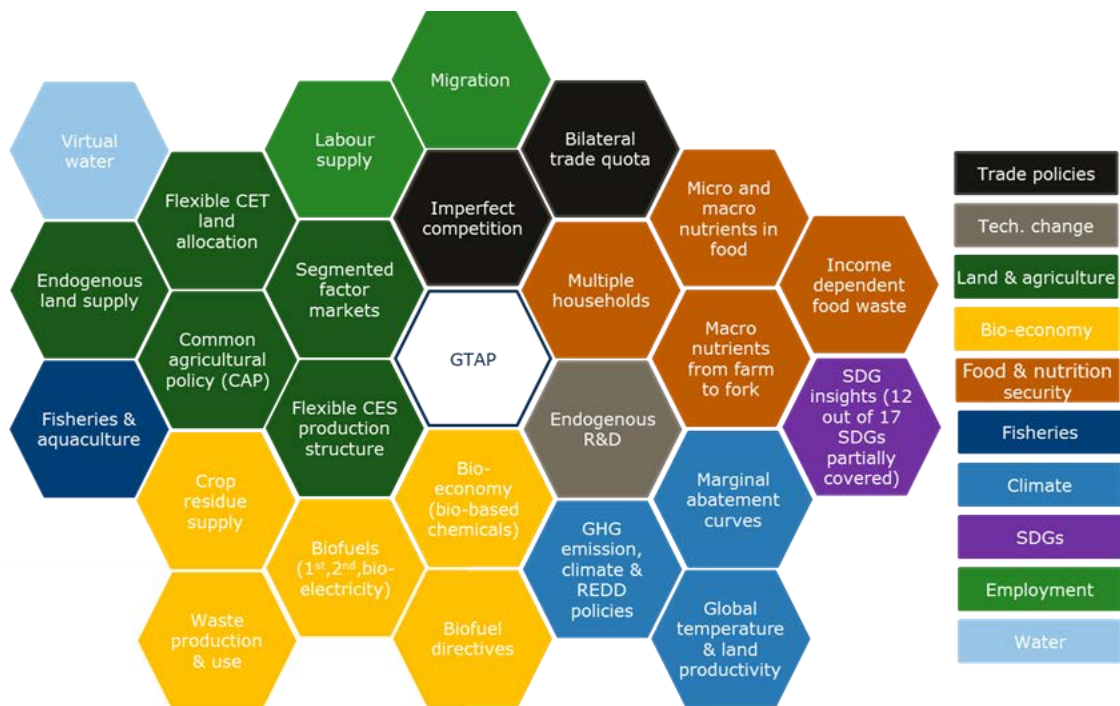 Migration
Virtual
water
Labour
supply
Bilateral
trade quota
Flexible CET
land
allocation
Imperfect
competition
Micro and
macro
nutrients in
food
Endogenous
land supply
Segmented
factor
markets
Multiple
households
Income
dependent
food waste
Common
agricultural
policy (CAP)
GTAP
Macro
nutrients
from farm
to fork
Fisheries &
aquaculture
Flexible CES
production
structure
Endogenous
R&D
SDG
insights (12
out of 17
SDGs
partially
covered)
Crop
residue
supply
Bio-
economy
(bio-based
chemicals)
Marginal
abatement
curves
Biofuels
(1st,2nd,bio-
electricity)
GHG
emission,
climate &
REDD
policies
Waste
production
& use
Biofuel
directives
Global
temperature
& land
productivity
Trade policies
Tech. change
Land & agriculture
Bio-economy
Food & nutrition
security
Fisheries
Climate
SDGs
Employment
Water